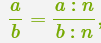 a/b = a : n/b : n,